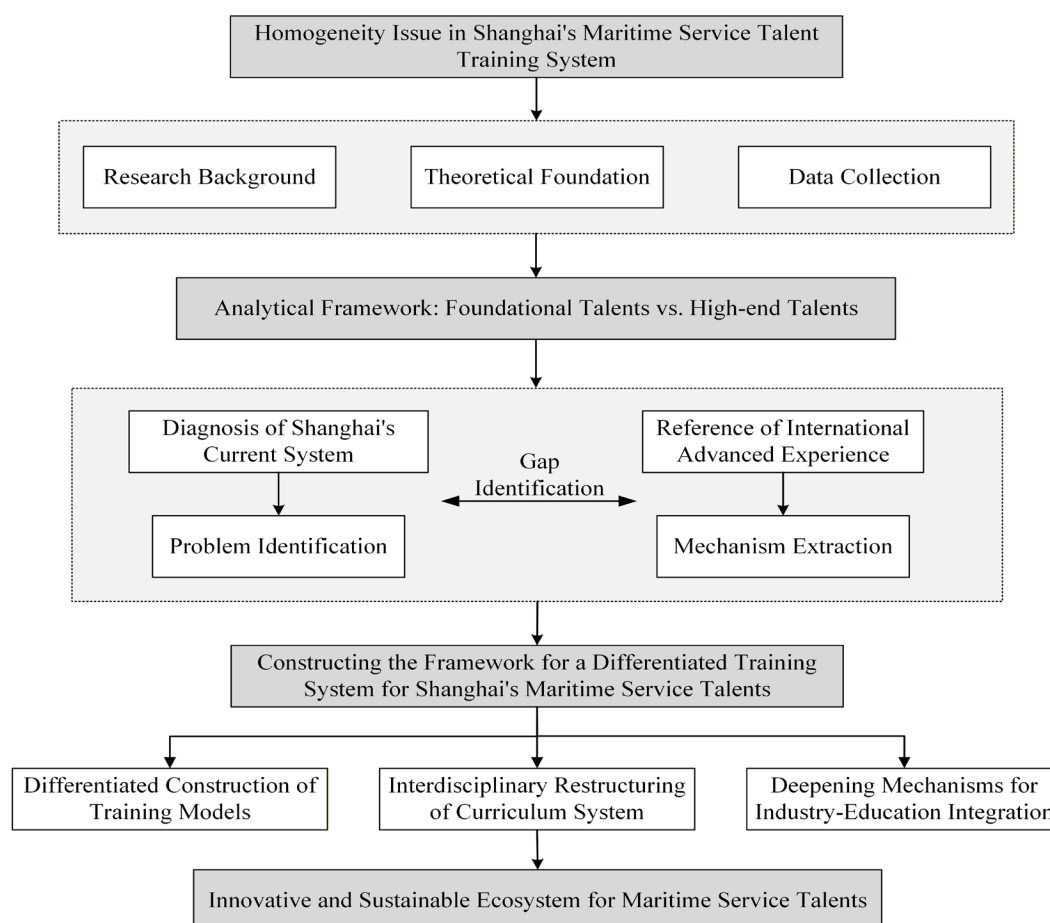 Homogeneity Issue in Shanghai's Maritime Service Talent
Training System
Research Background
Theoretical Foundation
Data Collection
Analytical Framework: Foundational Talents vs. High-end Talents
Diagnosis of Shanghai's
Current System
Reference of International
Advanced Experience
Gap
Identification
Problem Identification
Mechanism Extraction
Constructing the Framework for a Differentiated Training
System for Shanghai's Maritime Service Talents
Differentiated Construction of
Training Models
Interdisciplinary Restructuring
of Curriculum System
Deepening Mechanisms for
Industry-Education Integration
Innovative and Sustainable Ecosystem for Maritime Service Talents